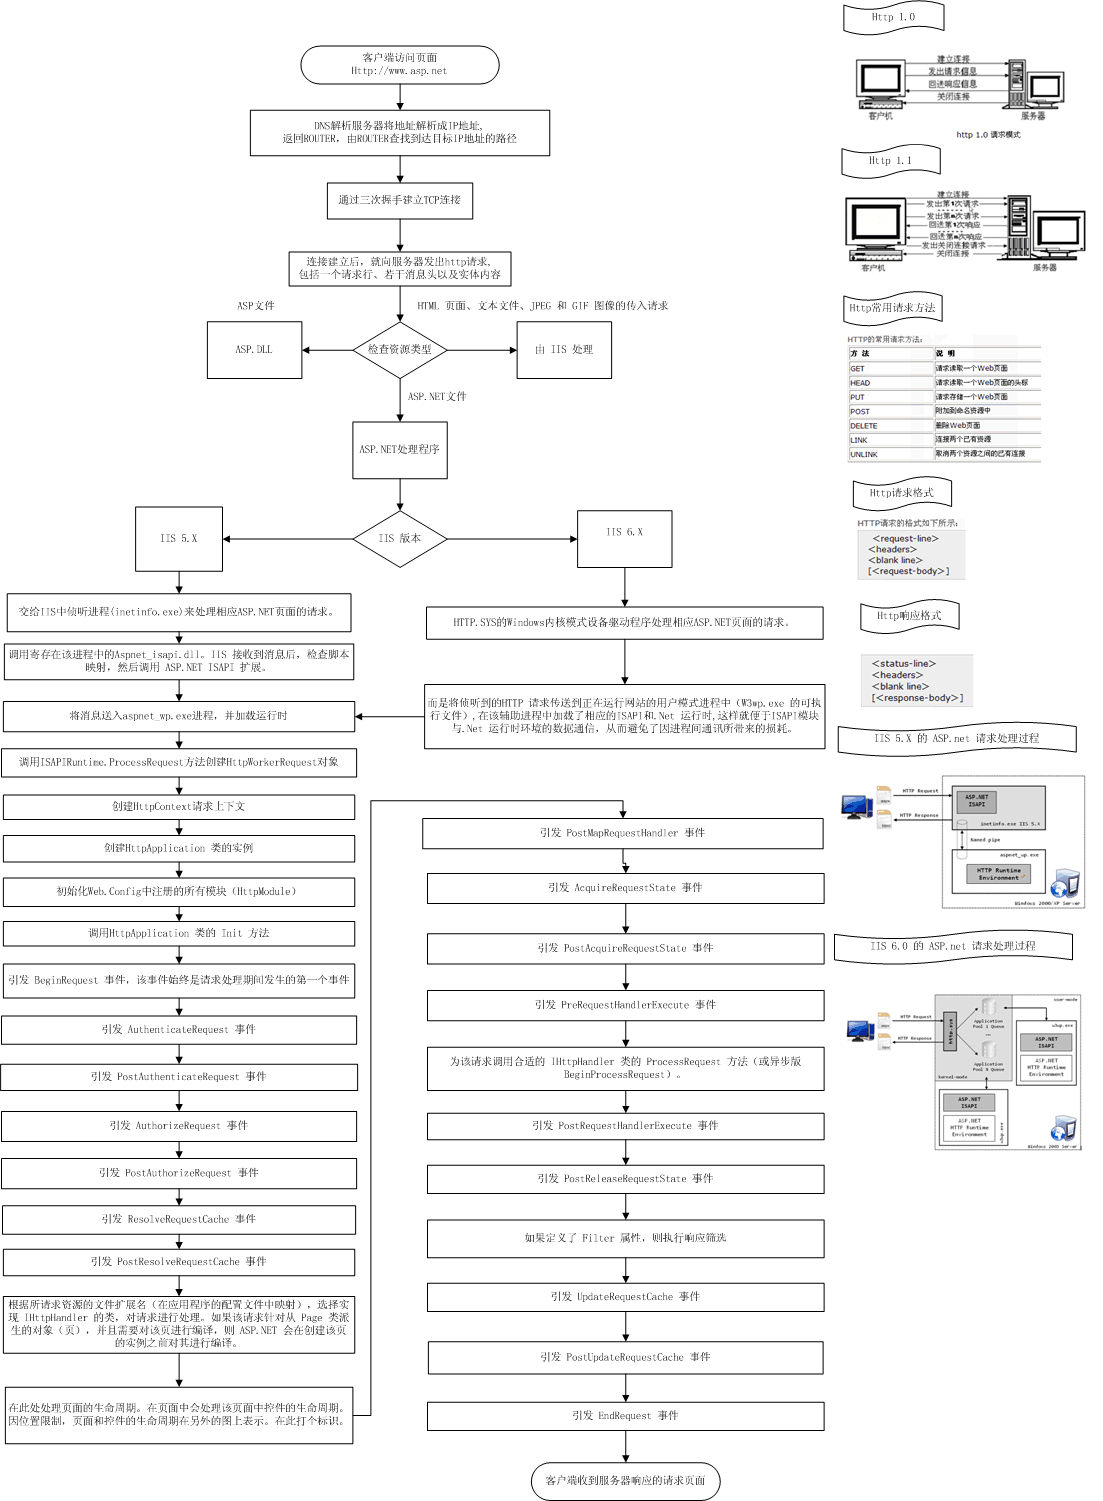 客户端访问页面
Http://www.asp.net
DNS解析服务器将地址解析成IP地址,
返回ROUTER, 由ROUTER查找到达目标IP地址的路径
通过三次握手建立TCP连接
连接建立后, 就向服务器发出http请求,
包括一个请求行、若干消息头以及实体内容
ASP文件
HTML 页面、文本文件、JPEG 和 GIF 图像的传入请求
ASP.DLL
检查资源类型
由 IIS 处理
ASP.NET文件
ASP.NET处理程序
IIS 5.X
IIS 版本
IIS 6.X
交给IIS中侦听进程(inetinfo.exe)来处理相应ASP.NET页面的请求。
调用寄存在该进程中的Aspnet_isapi.dll。IIS 接收到消息后, 检查脚本
映射, 然后调用 ASP.NET ISAPI 扩展。
将消息送入aspnet_wp.exe进程, 并加载运行时
调用ISAPIRuntime.ProcessRequest方法创建HttpWorkerRequest对象
创建HttpContext请求上下文
创建HttpApplication 类的实例
初始化Web.Config中注册的所有模块（HttpModule）
调用HttpApplication 类的 Init 方法
引发 BeginRequest 事件, 该事件始终是请求处理期间发生的第一个事件
引发 AuthenticateRequest 事件
引发 PostAuthenticateRequest 事件
引发 AuthorizeRequest 事件
引发 PostAuthorizeRequest 事件
引发 ResolveRequestCache 事件
引发 PostResolveRequestCache 事件
根据所请求资源的文件扩展名（在应用程序的配置文件中映射）, 选择实
现 IHttpHandler 的类, 对请求进行处理。如果该请求针对从 Page 类派
生的对象（页）, 并且需要对该页进行编译, 则 ASP.NET 会在创建该页
的实例之前对其进行编译。
在此处处理页面的生命周期。在页面中会处理该页面中控件的生命周期。
因位置限制, 页面和控件的生命周期在另外的图上表示。在此打个标识。
HTTP.SYS的Windows内核模式设备驱动程序处理相应ASP.NET页面的请求。
而是将侦听到的HTTP 请求传送到正在运行网站的用户模式进程中（W3wp.exe 的可执
行文件）,在该辅助进程中加载了相应的ISAPI和.Net 运行时,这样就便于ISAPI模块
与.Net 运行时环境的数据通信, 从而避免了因进程间通讯所带来的损耗。
引发 PostMapRequestHandler 事件
引发 AcquireRequestState 事件
引发 PostAcquireRequestState 事件
引发 PreRequestHandlerExecute 事件
为该请求调用合适的 IHttpHandler 类的 ProcessRequest 方法（或异步版
BeginProcessRequest）。
引发 PostRequestHandlerExecute 事件
引发 PostReleaseRequestState 事件
如果定义了 Filter 属性, 则执行响应筛选
引发 UpdateRequestCache 事件
引发 PostUpdateRequestCache 事件
引发 EndRequest 事件
客户端收到服务器响应的请求页面
Http 1.0
建立连接
发出请求信息
回送响应信息
关闭连接
客户机
服务器
http 1.0 请求模式
Http 1.1
建立连接
发出第1次请求
发出第n次请求
回送第1次响应
回送第n次响应
发出关闭连接请求
关闭连接
客户机
服务器
Http常用请求方法
HTTP的常用请求方法:
方 法 说 明
GET 请求读取一个Web页面
HEAD 请求读取一个Web页面的头标
PUT 请求存储一个Web页面
POST 附加到命名资源中
DELETE 删除Web页面
LINK 连接两个已有资源
UNLINK 取消两个资源之间的已有连接
Http请求格式
HTTP请求的格式如下所示:
<request-line>
<headers>
<blank line>
[<request-body>]
Http响应格式
<status-line>
<headers>
<blank line>
[<response-body>]
IIS 5.X 的 ASP.net 请求处理过程
HTTP Request
HTTP Response
ASP.NET
ISAPI
inetinfo.exe IIS 5.X
Named pipe
aspnet_wp.exe
HTTP Runtime
Environment
Windows 2000/XP Server
IIS 6.0 的 ASP.net 请求处理过程
HTTP Request
HTTP Response
http.sys
Application
Pool 1 Queue
...
Application
Pool N Queue
kernel-mode
user-mode
w3wp.exe
ASP.NET
ISAPI
ASP.NET
HTTP Runtime
Environment
ASP.NET
ISAPI
ASP.NET
HTTP Runtime
Environment
w3wp.exe
Windows 2003 Server